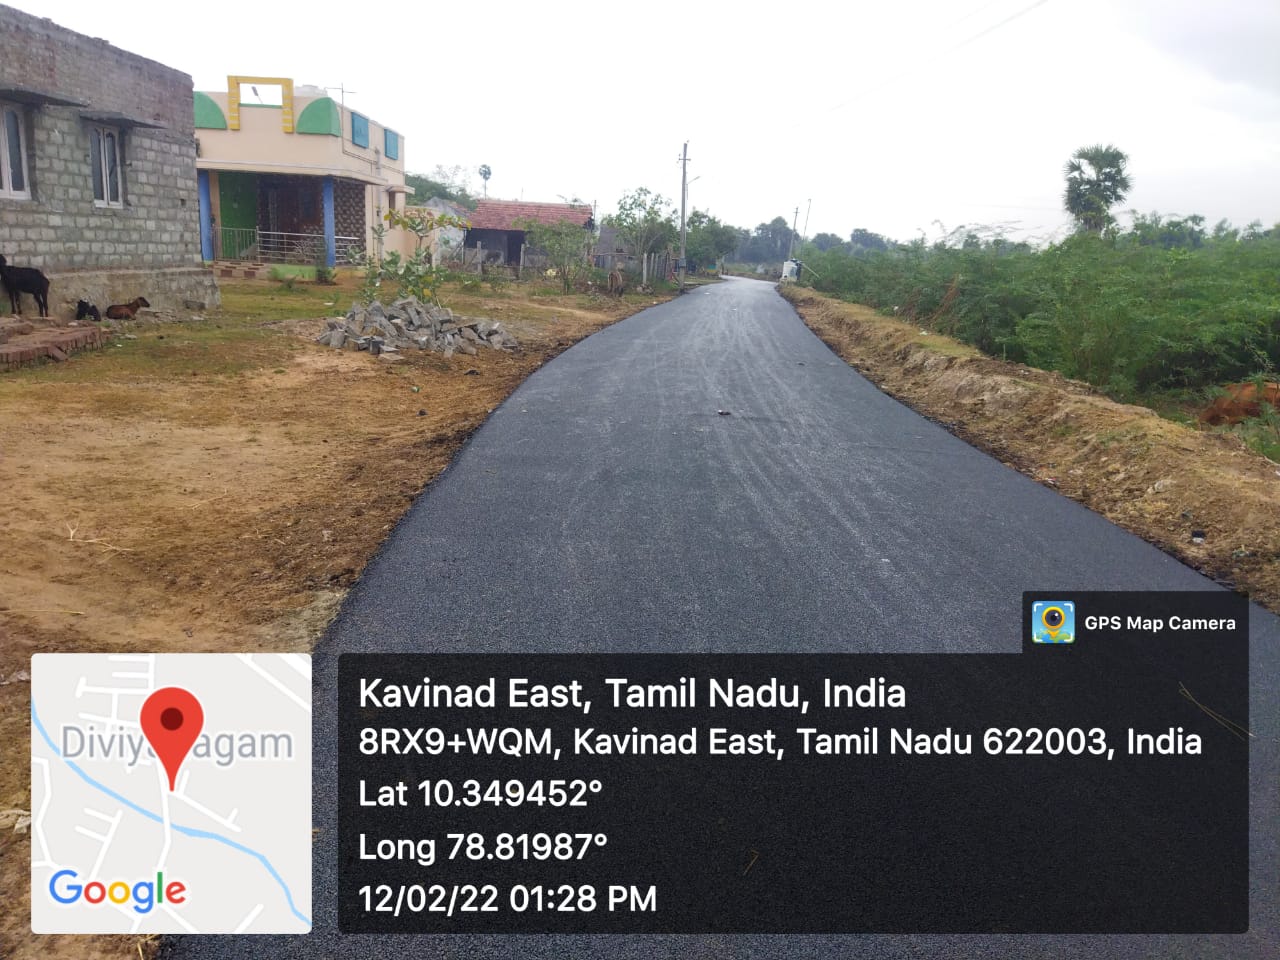 GPS Map Camera
Kavinad East, Tamil Nadu, India
8RX9+WQM, Kavinad East, Tamil Nadu 622003, India
Lat 10.349452°
Long 78.81987°
12/02/22 01:28 PM
Google